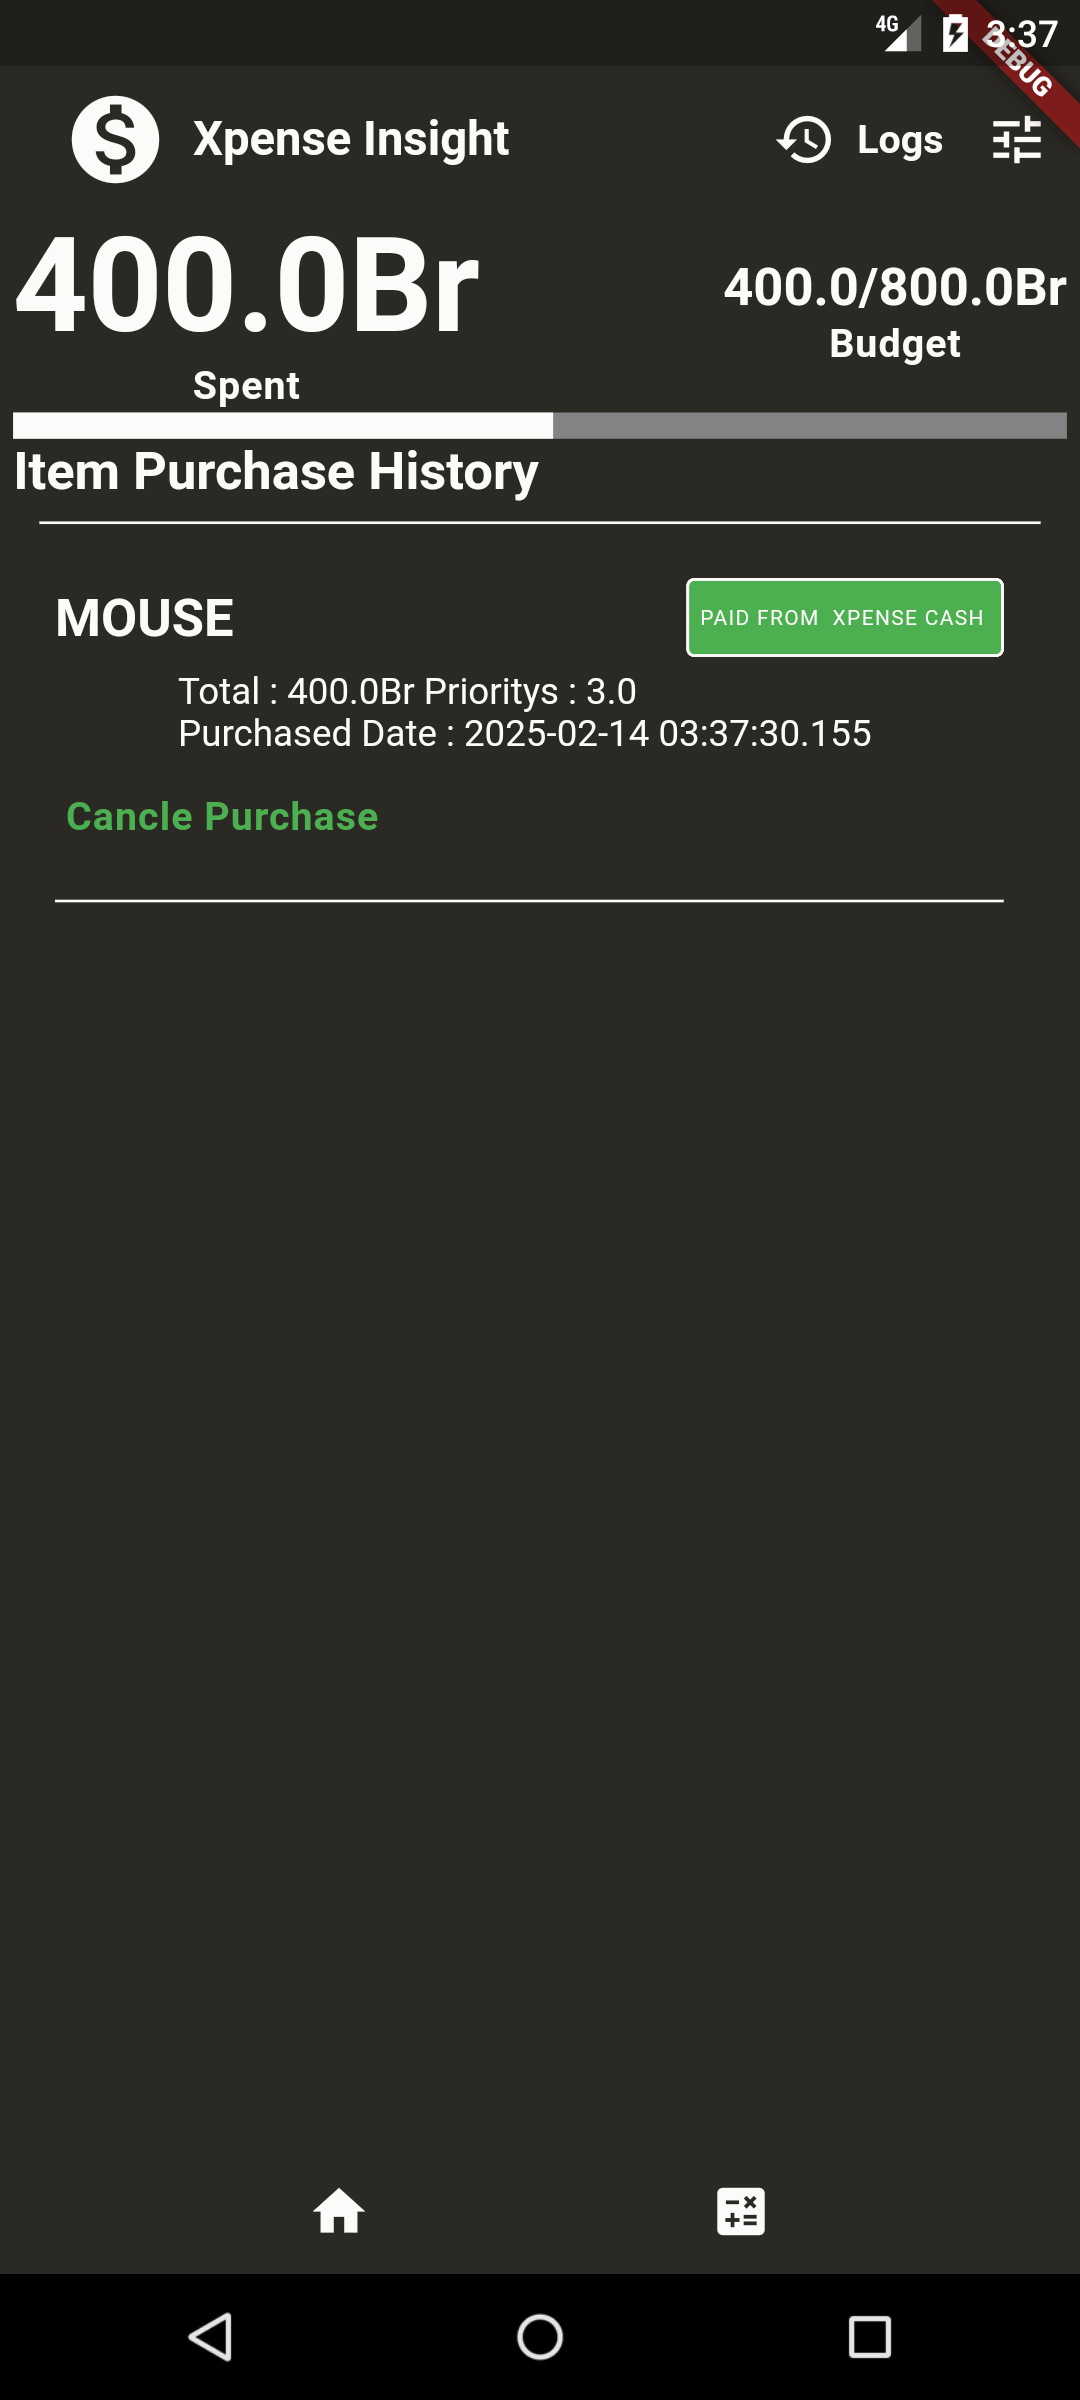 4G 3:37
DEBUG
Xpense Insight
Logs
400.0Br
Spent
400.0/800.0Br
Budget
Item Purchase History
MOUSE
PAID FROM  XPENSE CASH
Total : 400.0Br Prioritys : 3.0
Purchased Date : 2025-02-14 03:37:30.155
Cancle Purchase